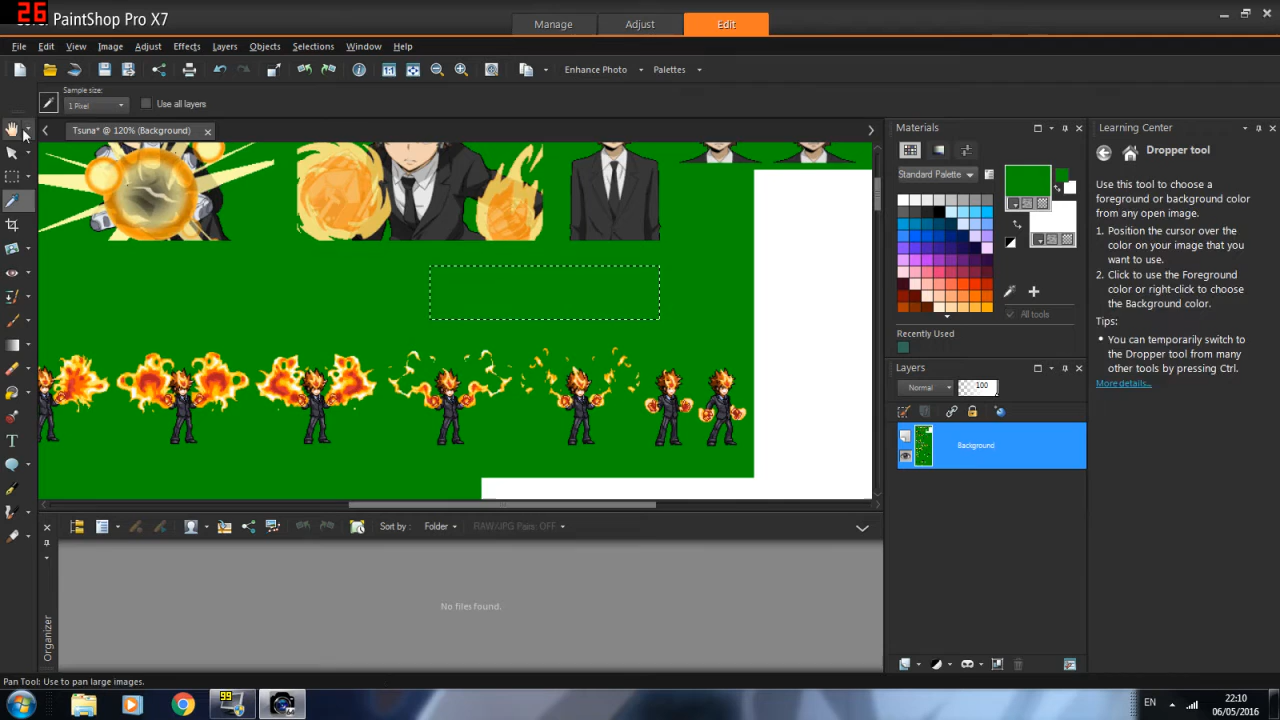 26
PaintShop Pro X7
Manage
Adjust
Edit
File Edit View Image Adjust Effects Layers Objects Selections Window Help
Enhance Photo
Palettes
Sample size:
1 Pixel
Use all layers
Tsuna* @ 120% (Background)
Materials
Standard Palette
All tools
Recently Used
Layers
Normal
100
Background
Learning Center
Dropper tool
Use this tool to choose a
foreground or background color
from any open image.
1. Position the cursor over the
color on your image that you
want to use.
2. Click to use the Foreground
color or right-click to choose
the Background color.
Tips:
• You can temporarily switch to
the Dropper tool from many
other tools by pressing Ctrl.
More details...
Sort by: Folder
RAW/JPG Pairs: OFF
No files found.
Organizer
Pan Tool: Use to pan large images.
99
EN
22:10
06/05/2016